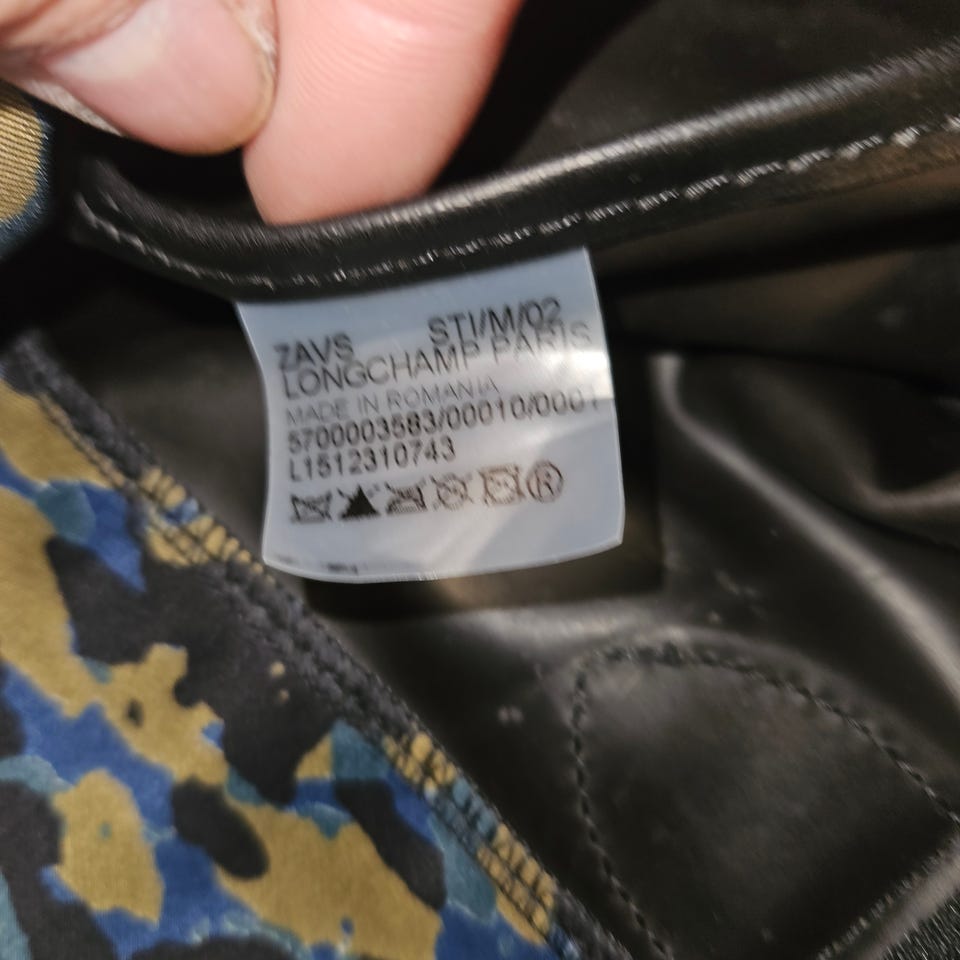 ZAVS STI/M/02
LONGCHAMP PARIS
MADE IN ROMANIA
5700003583/00010/0001
L1512310743
®